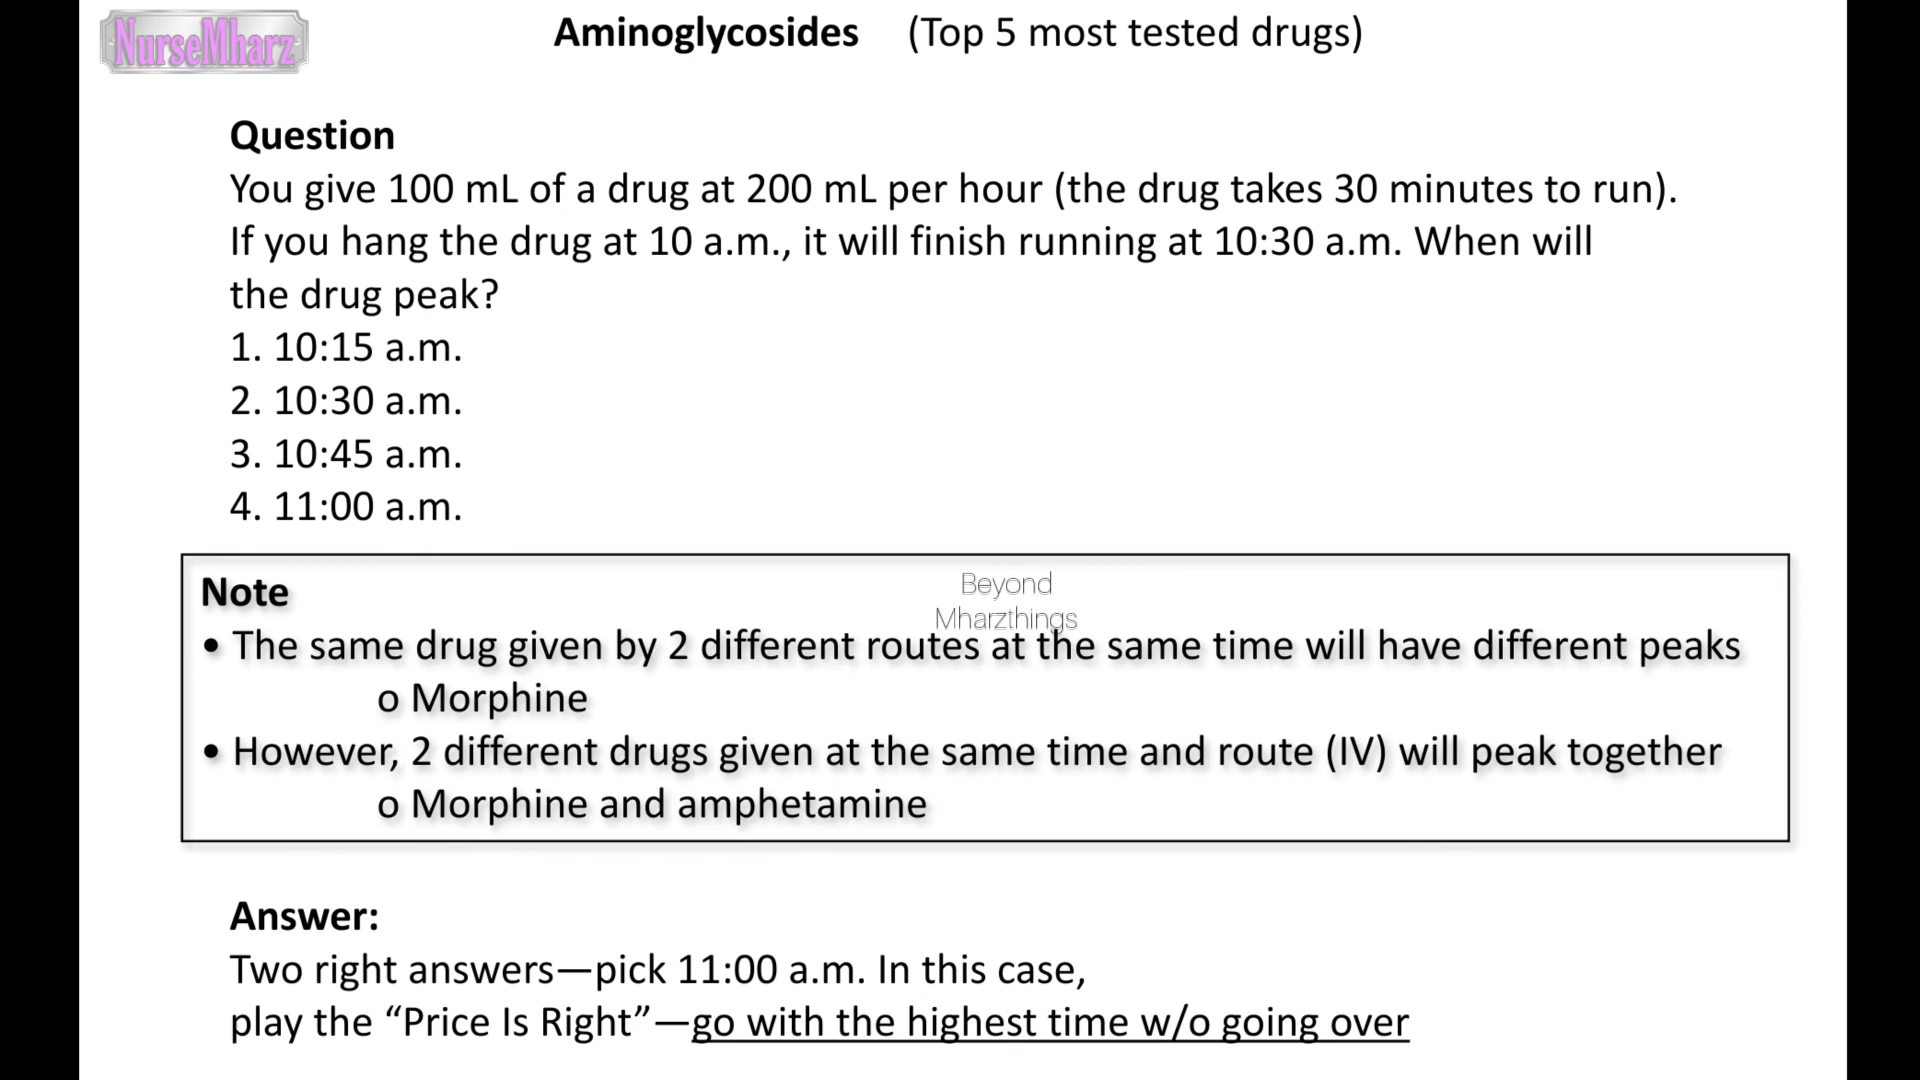 NurseMharz
Aminoglycosides (Top 5 most tested drugs)
Question
You give 100 mL of a drug at 200 mL per hour (the drug takes 30 minutes to run).
If you hang the drug at 10 a.m., it will finish running at 10:30 a.m. When will
the drug peak?
1. 10:15 a.m.
2. 10:30 a.m.
3. 10:45 a.m.
4. 11:00 a.m.
Note
Beyond
Mharzthings
• The same drug given by 2 different routes at the same time will have different peaks
o Morphine
• However, 2 different drugs given at the same time and route (IV) will peak together
o Morphine and amphetamine
Answer:
Two right answers—pick 11:00 a.m. In this case,
play the “Price Is Right”—go with the highest time w/o going over